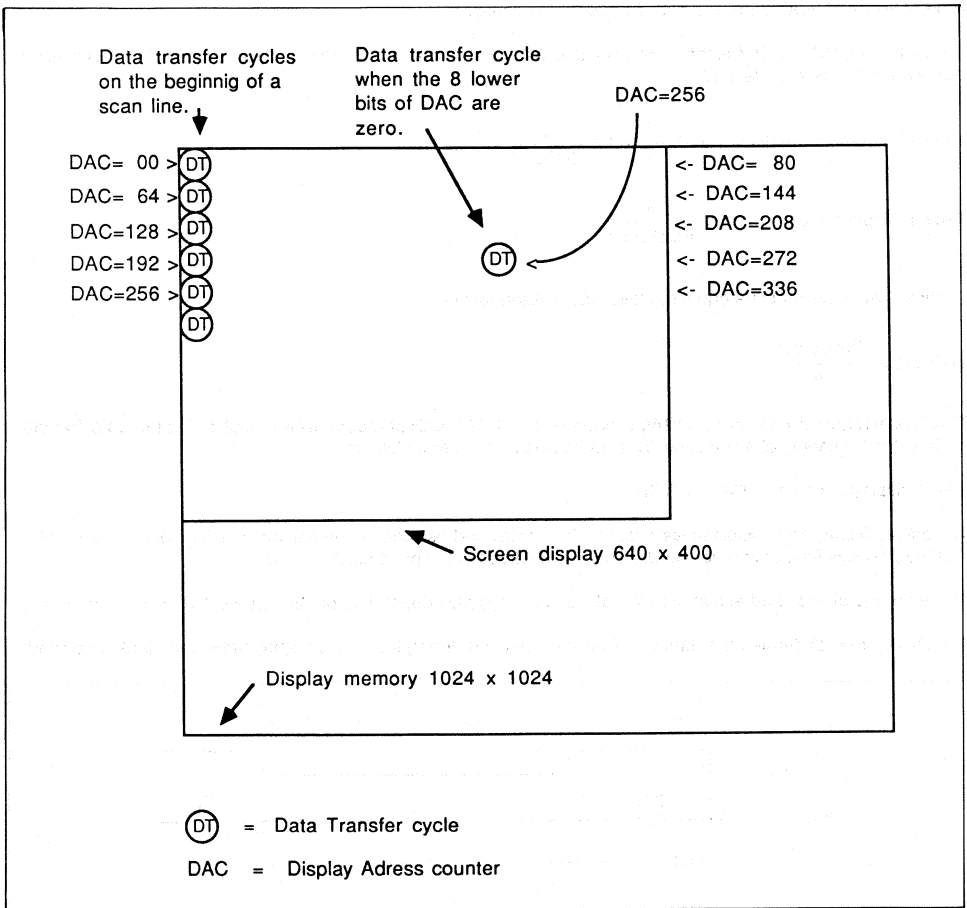 Data transfer cycles
on the beginnig of a
scan line.
Data transfer cycle
when the 8 lower
bits of DAC are
zero.
DAC=256
DAC= 00 >
DT
<- DAC= 80
DAC= 64 >
DT
<- DAC=144
DAC=128 >
DT
<- DAC=208
DAC=192 >
DT
DT
<- DAC=272
DAC=256 >
DT
<- DAC=336
DT
Screen display 640 x 400
Display memory 1024 x 1024
DT = Data Transfer cycle
DAC = Display Adress counter